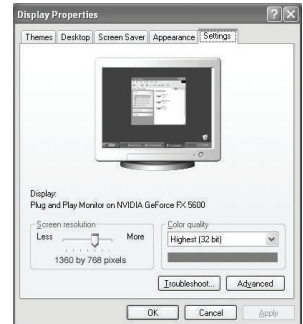 Display Properties
Themes Desktop Screen Saver Appearance Settings
Display:
Plug and Play Monitor on NVIDIA GeForce FX 5600
Screen resolution
Less More
1360 by 768 pixels
Color quality
Highest (32 bit)
Troubleshoot... Advanced
OK Cancel Apply